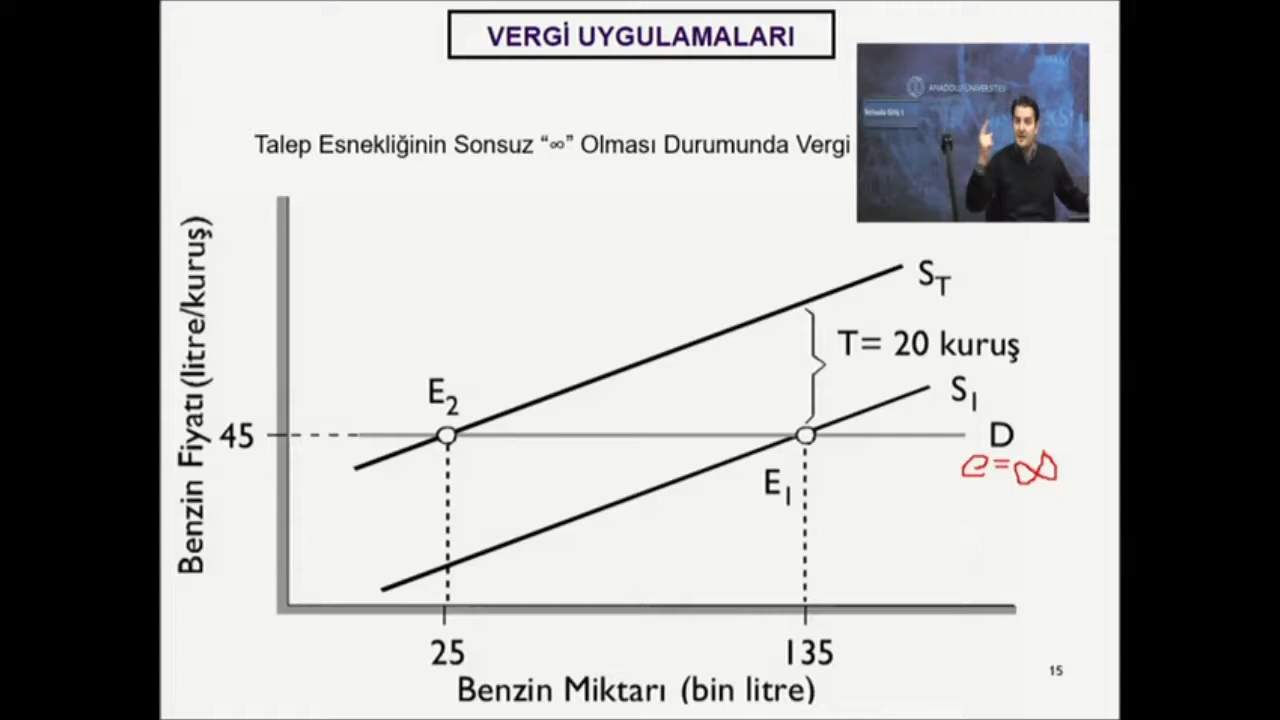 VERGİ UYGULAMALARI
ANADOLU ÜNİVERSİTESİ
Talep Esnekliğinin Sonsuz “∞” Olması Durumunda Vergi
Benzin Fiyatı (litre/kuruş)
S_T
T= 20 kuruş
E_2
S_1
45
D
e=∞
E_1
25
135
Benzin Miktarı (bin litre)
15